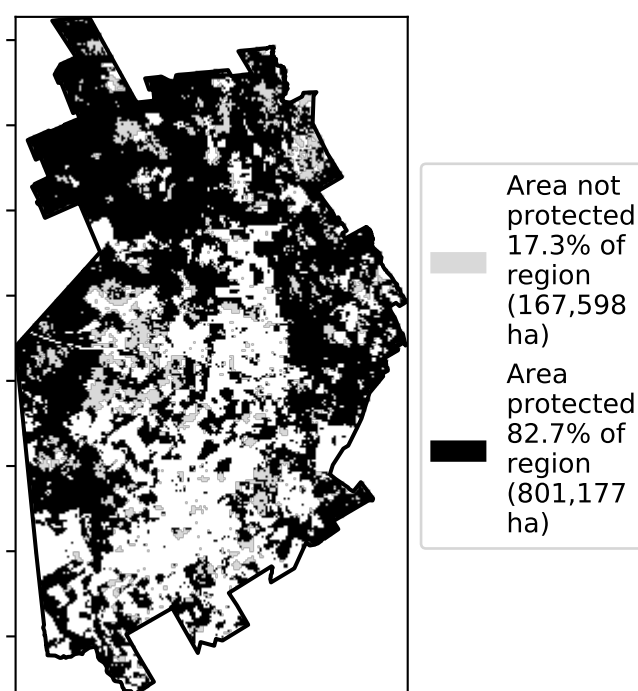 Area not
protected
17.3% of
region
(167,598
ha)
Area
protected
82.7% of
region
(801,177
ha)